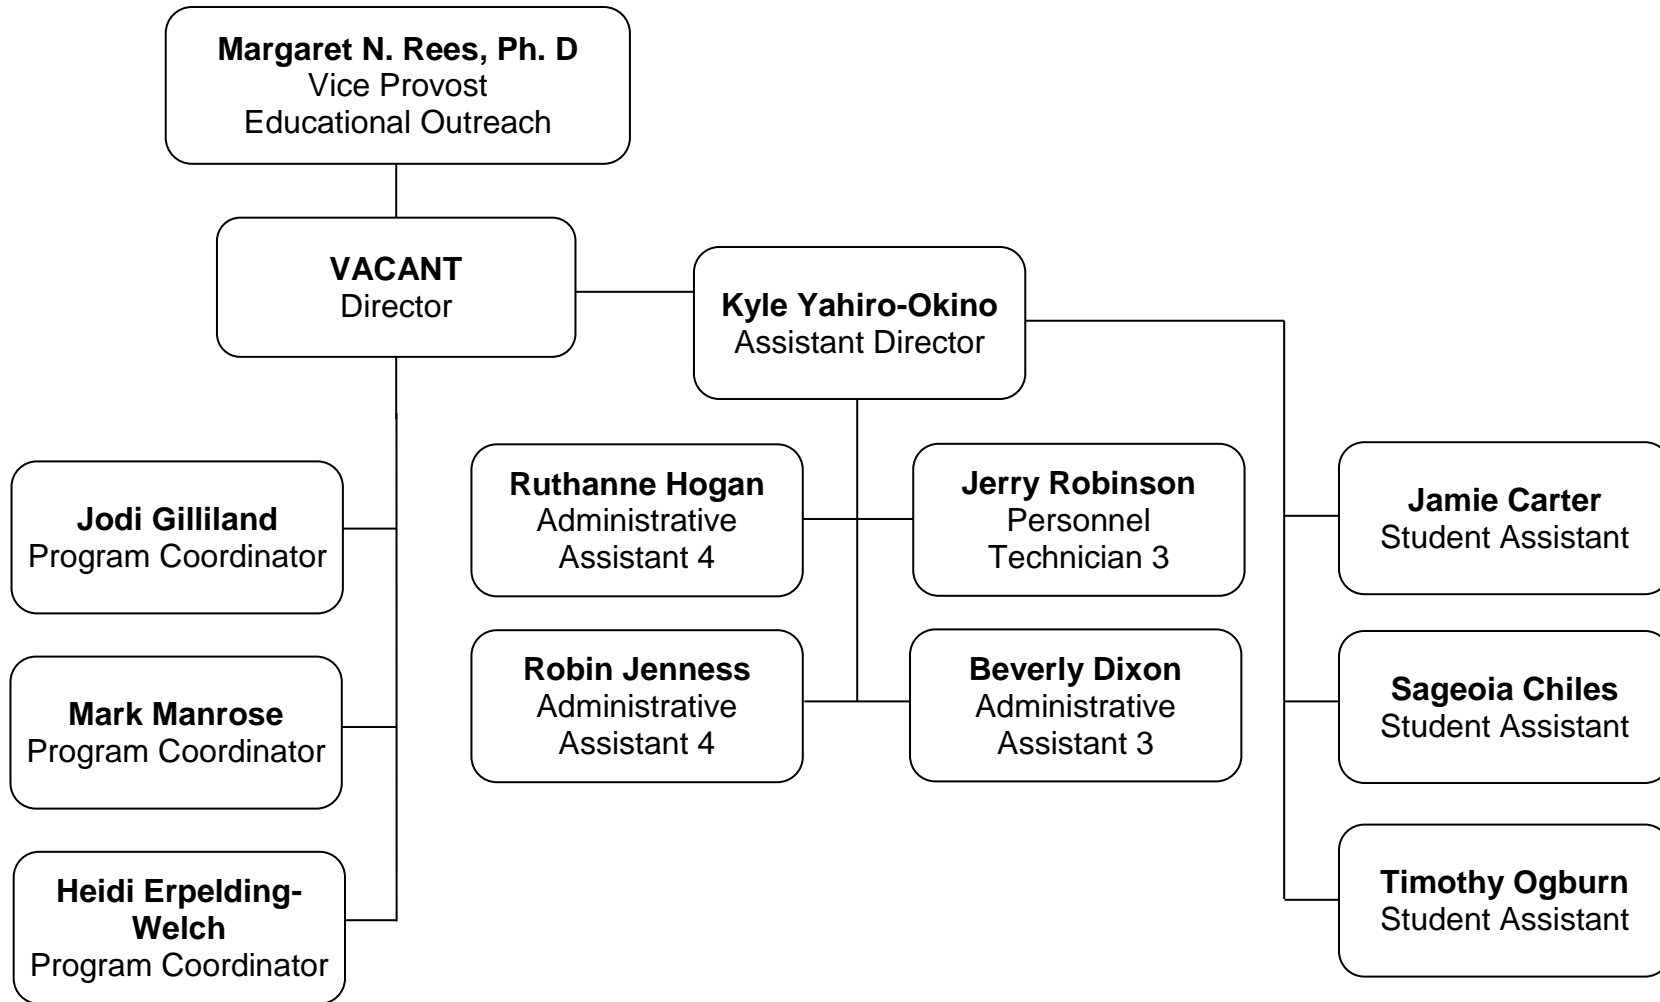 Margaret N. Rees, Ph. D
Vice Provost
Educational Outreach
VACANT
Director
Kyle Yahiro-Okino
Assistant Director
Jodi Gilliland
Program Coordinator
Mark Manrose
Program Coordinator
Heidi Erpelding-
Welch
Program Coordinator
Ruthanne Hogan
Administrative
Assistant 4
Jerry Robinson
Personnel
Technician 3
Robin Jenness
Administrative
Assistant 4
Beverly Dixon
Administrative
Assistant 3
Jamie Carter
Student Assistant
Sageoia Chiles
Student Assistant
Timothy Ogburn
Student Assistant